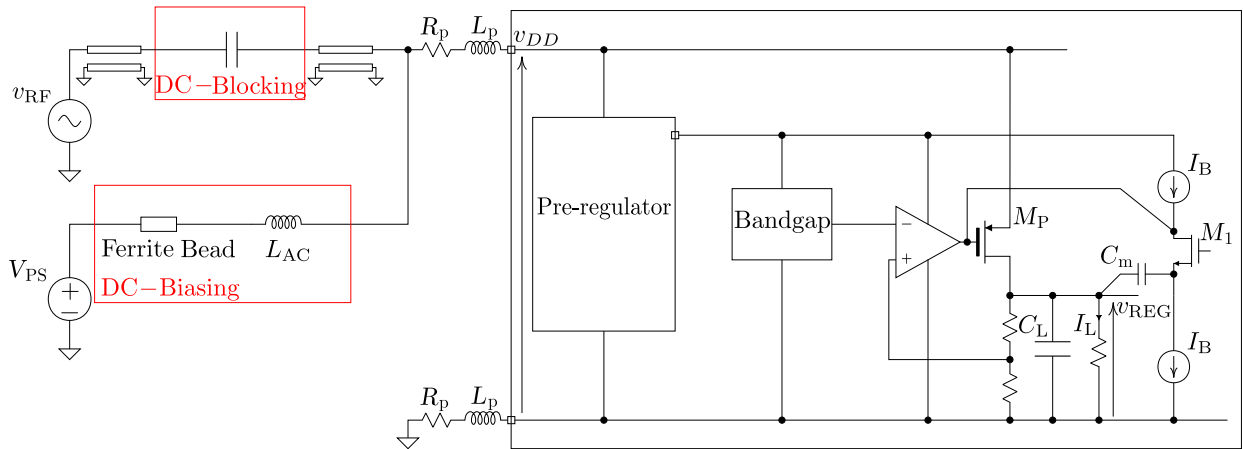 R_p
L_p
v_DD
DC−Blocking
v_RF
I_B
Pre-regulator
Bandgap
−
+
M_P
M_1
C_m
Ferrite Bead
L_AC
V_PS
+
−
DC−Biasing
C_L
I_L
v_REG
I_B
R_p
L_p